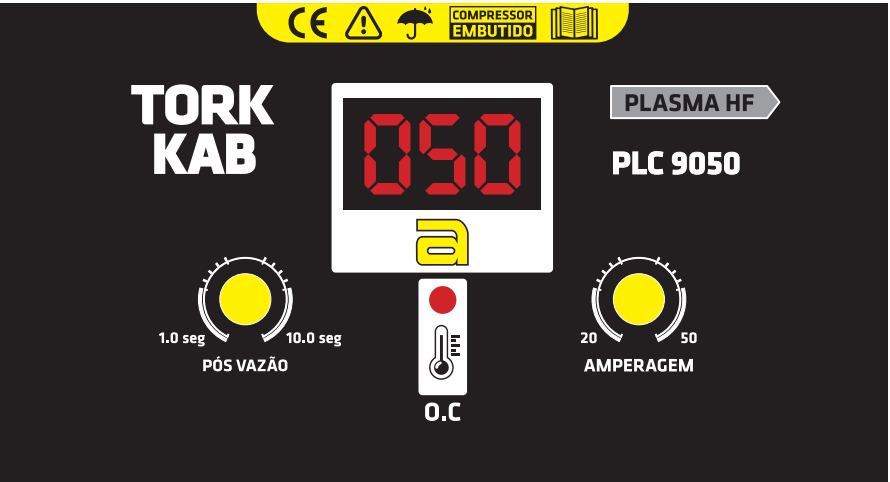 CE
COMPRESSOR
EMBUTIDO
TORK
KAB
050
a
PLASMA HF
PLC 9050
1.0 seg
10.0 seg
PÓS VAZÃO
20
50
AMPERAGEM
O.C